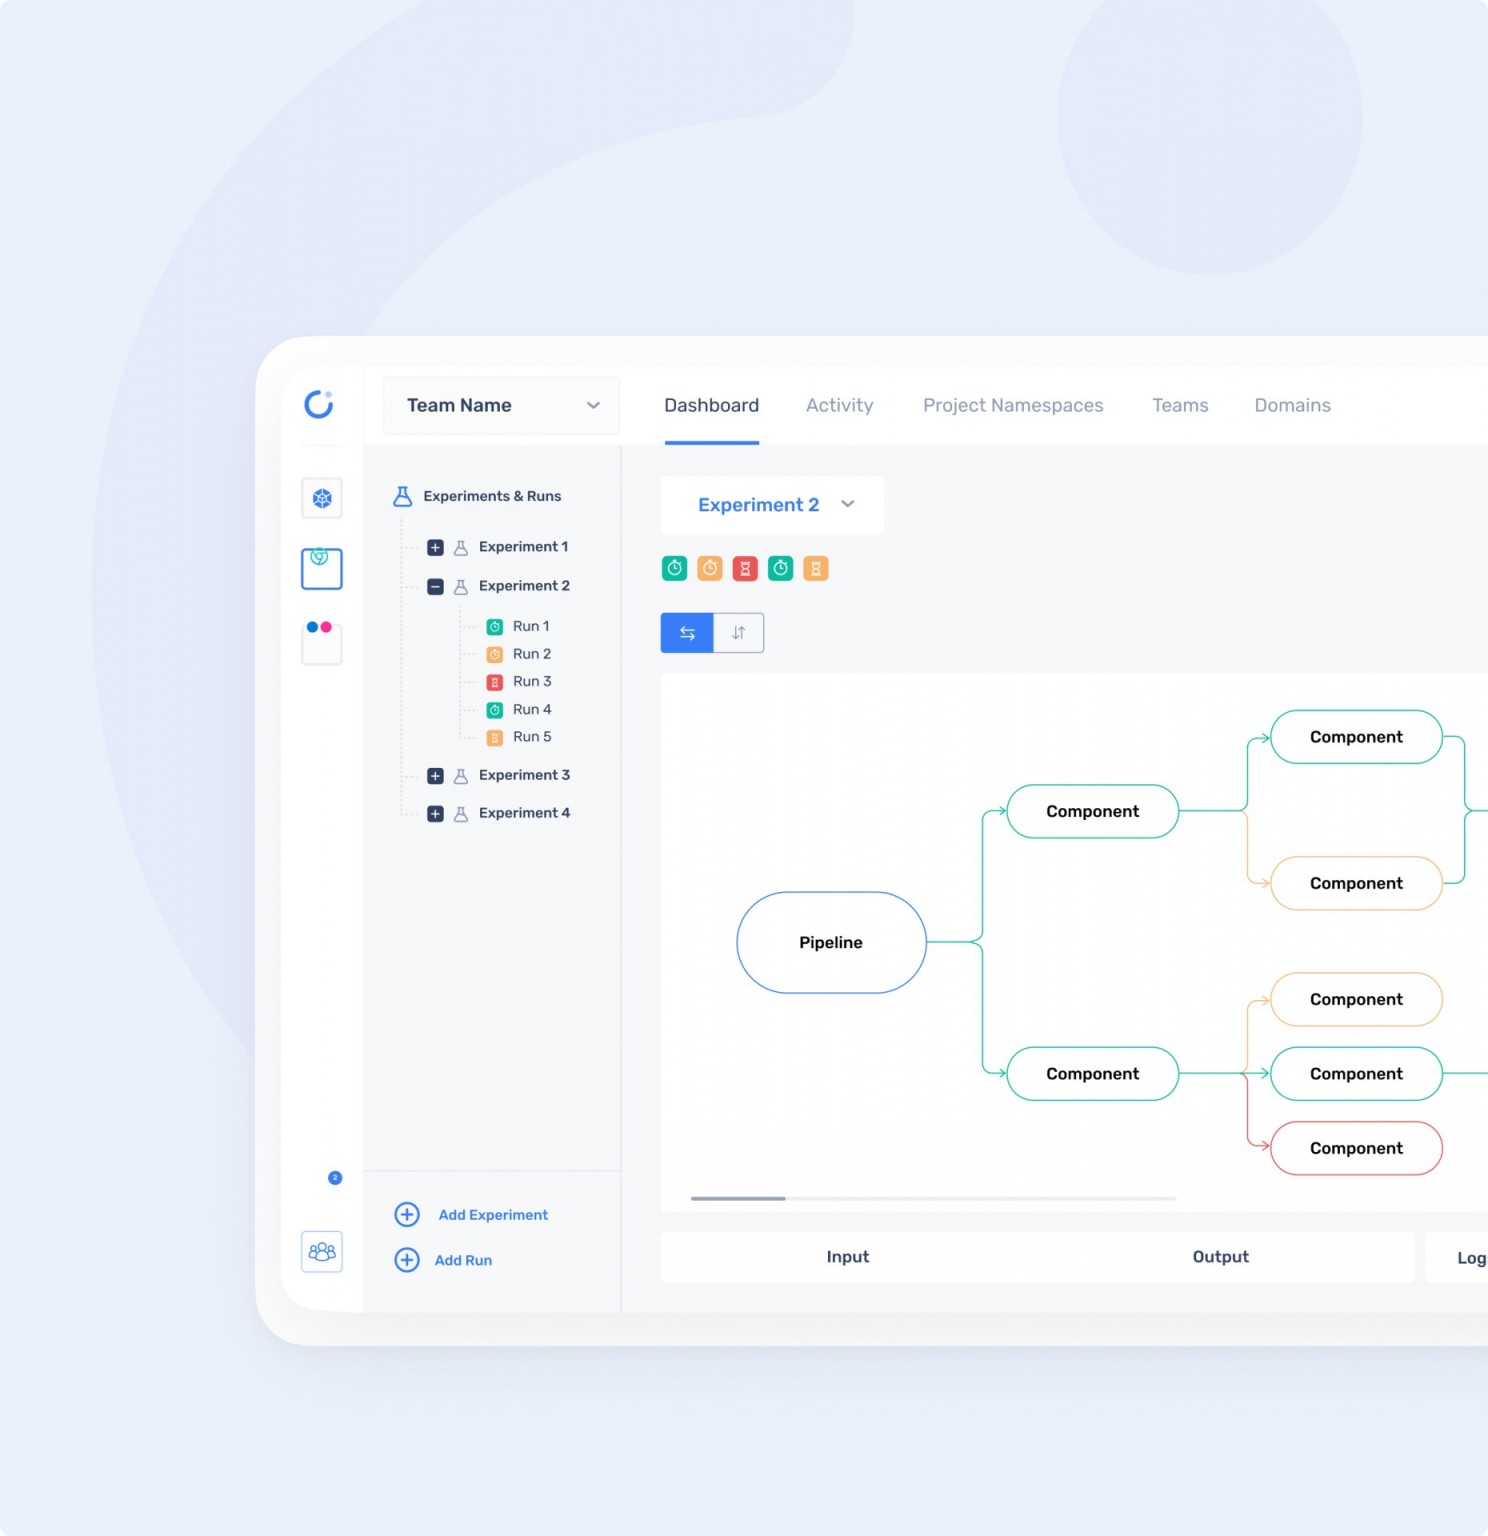 Team Name
Dashboard
Activity
Project Namespaces
Teams
Domains
Experiments & Runs
Experiment 1
Experiment 2
Run 1
Run 2
Run 3
Run 4
Run 5
Experiment 3
Experiment 4
2
Add Experiment
Add Run
Experiment 2
Pipeline
Component
Component
Component
Component
Component
Component
Component
Input
Output
Log